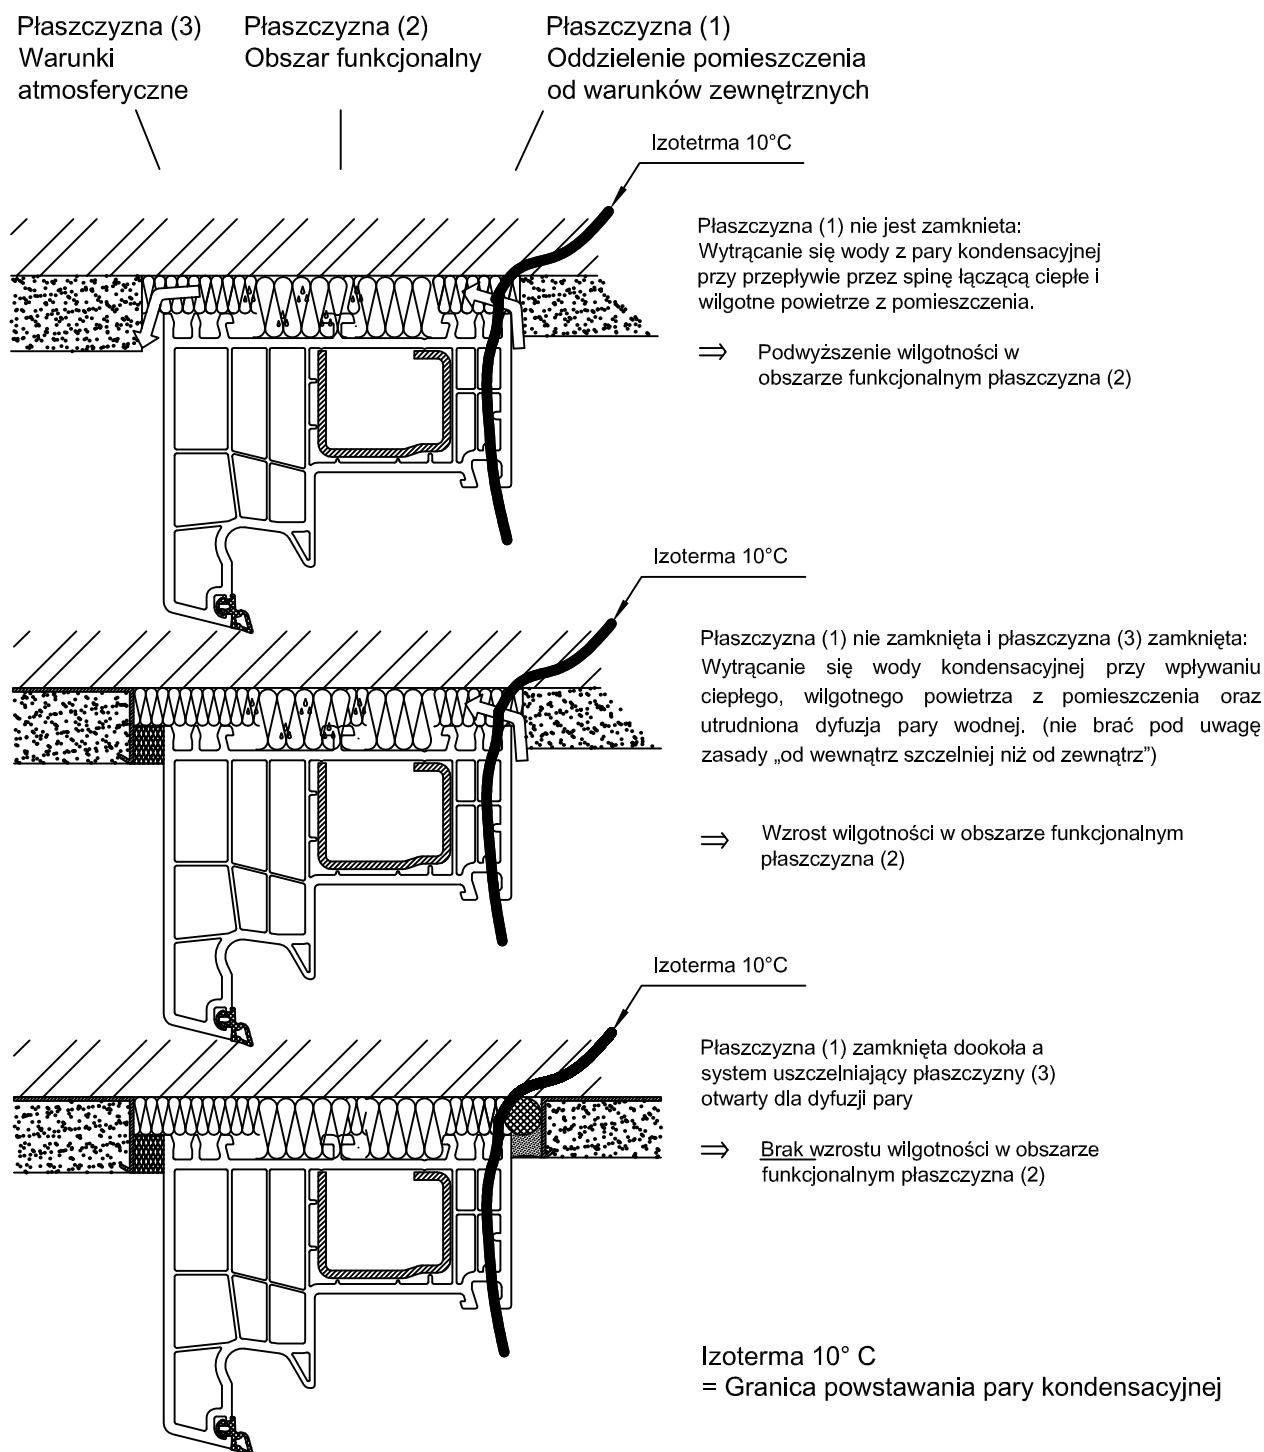 Płaszczyzna (3)
Warunki
atmosferyczne
Płaszczyzna (2)
Obszar funkcjonalny
Płaszczyzna (1)
Oddzielenie pomieszczenia
od warunków zewnętrznych
Izotetrma 10°C
Płaszczyzna (1) nie jest zamknieta:
Wytrącanie się wody z pary kondensacyjnej
przy przepływie przez spinę łączącą ciepłe i
wilgotne powietrze z pomieszczenia.
⇒ Podwyższenie wilgotności w
obszarze funkcjonalnym płaszczyzna (2)
Izoterma 10°C
Płaszczyzna (1) nie zamknięta i płaszczyzna (3) zamknięta:
Wytrącanie się wody kondensacyjnej przy wpływaniu
ciepłego, wilgotnego powietrza z pomieszczenia oraz
utrudniona dyfuzja pary wodnej. (nie brać pod uwagę
zasady „od wewnątrz szczelniej niż od zewnątrz”)
⇒ Wzrost wilgotności w obszarze funkcjonalnym
płaszczyzna (2)
Izoterma 10°C
Płaszczyzna (1) zamknięta dookoła a
system uszczelniający płaszczyzny (3)
otwarty dla dyfuzji pary
⇒ Brak wzrostu wilgotności w obszarze
funkcjonalnym płaszczyzna (2)
Izoterma 10° C
= Granica powstawania pary kondensacyjnej